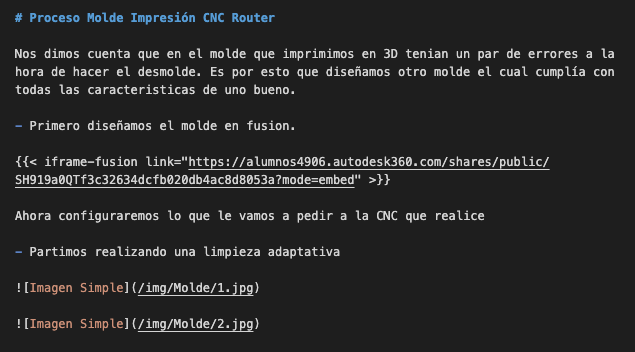 # Proceso Molde Impresión CNC Router
Nos dimos cuenta que en el molde que imprimimos en 3D tenian un par de errores a la
hora de hacer el desmolde. Es por esto que diseñamos otro molde el cual cumplía con
todas las caracteristicas de uno bueno.
- Primero diseñamos el molde en fusion.
{{< iframe-fusion link="https://alumnos4906.autodesk360.com/shares/public/
SH919a0QTf3c32634dcfb020db4ac8d8053a?mode=embed" >}}
Ahora configuraremos lo que le vamos a pedir a la CNC que realice
- Partimos realizando una limpieza adaptativa
![Imagen Simple](/img/Molde/1.jpg)
![Imagen Simple](/img/Molde/2.jpg)